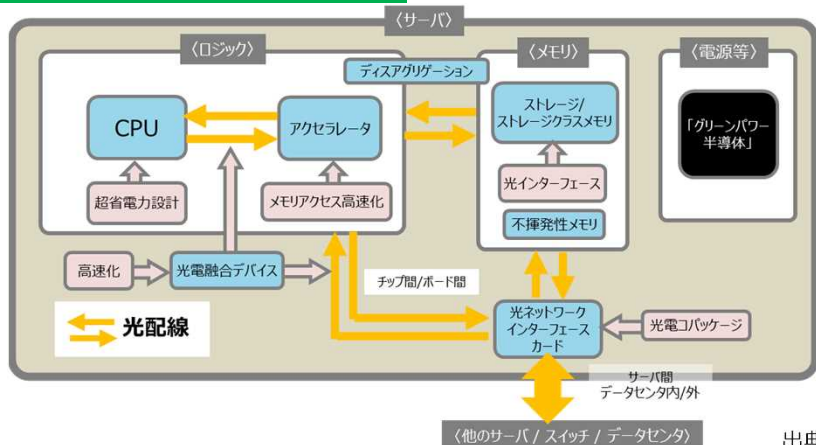 〈サーバ〉
〈ロジック〉
ディスアグリゲーション
〈メモリ〉
〈電源等〉
CPU
アクセラレータ
ストレージ/
ストレージクラスメモリ
「グリーンパワー
半導体」
超省電力設計
メモリアクセス高速化
光インターフェース
不揮発性メモリ
高速化
光電融合デバイス
チップ間/ボード間
光配線
光ネットワーク
インターフェース
カード
光電コパッケージ
サーバ間
データセンタ内/外
〈他のサーバ / スイッチ / データセンタ〉
出典